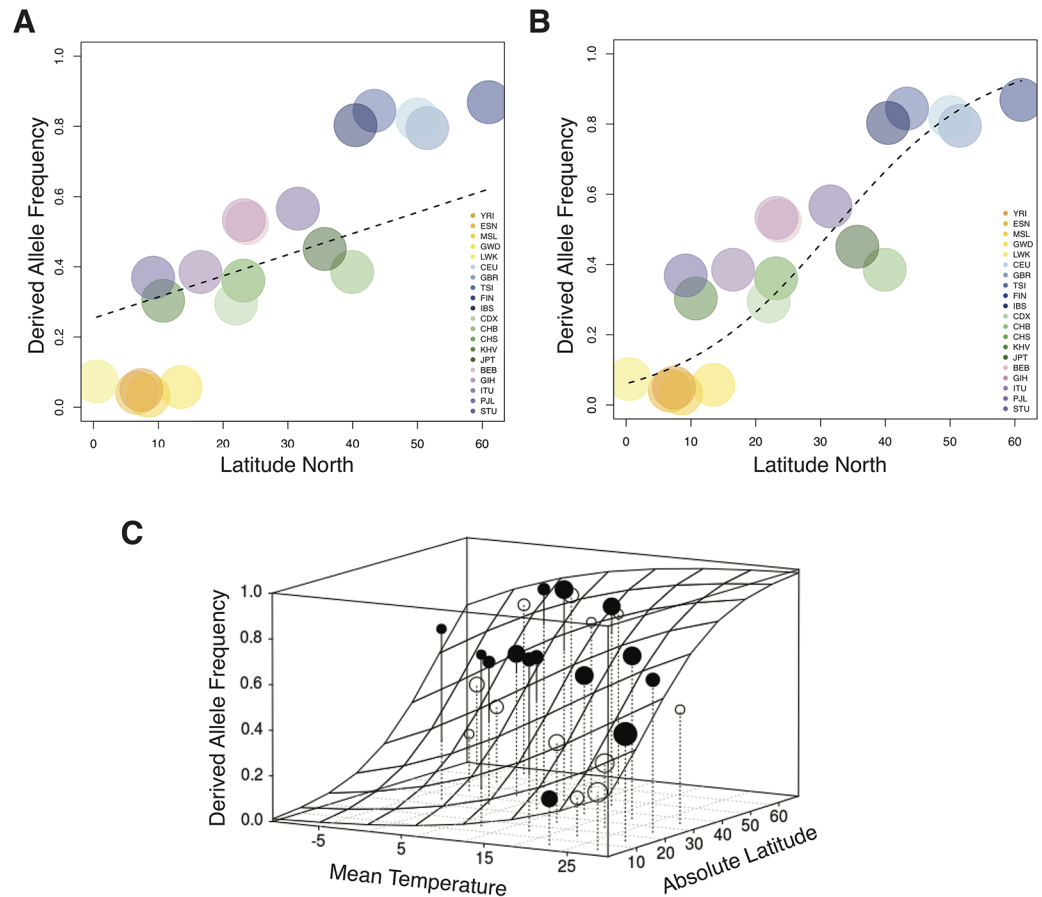 A
Derived Allele Frequency
1.0
0.8
0.6
0.4
0.2
0.0
YRI
ESN
MSL
GWD
LWK
CEU
GBR
TSI
FIN
IBS
CDX
CHB
CHS
KHV
JPT
BEB
GIH
ITU
PJL
STU
0 10 20 30 40 50 60
Latitude North
B
Derived Allele Frequency
1.0
0.8
0.6
0.4
0.2
0.0
YRI
ESN
MSL
GWD
LWK
CEU
GBR
TSI
FIN
IBS
CDX
CHB
CHS
KHV
JPT
BEB
GIH
ITU
PJL
STU
0 10 20 30 40 50 60
Latitude North
C
Derived Allele Frequency
1.0
0.8
0.6
0.4
0.2
0.0
-5 5 15 25
Mean Temperature
10 20 30 40 50 60
Absolute Latitude